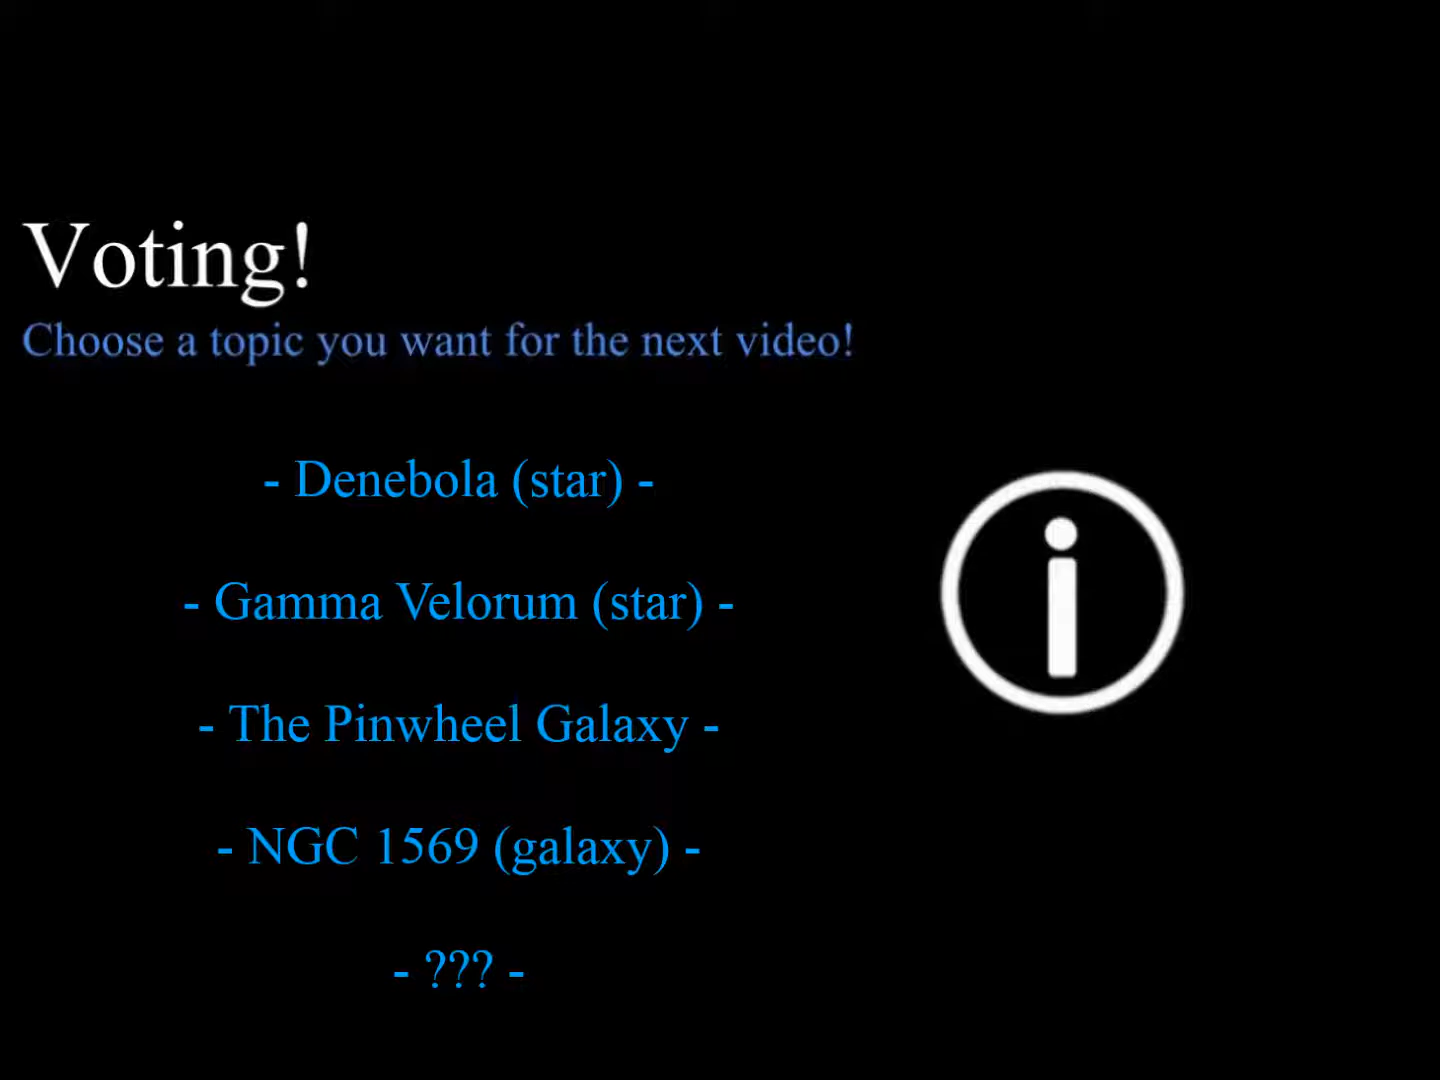 Voting!
Choose a topic you want for the next video!
- Denebola (star) -
- Gamma Velorum (star) -
- The Pinwheel Galaxy -
- NGC 1569 (galaxy) -
- ??? -
i